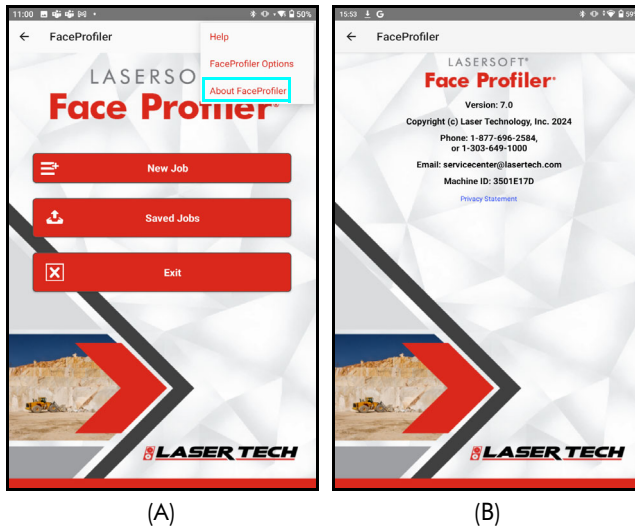 11:00
50%
FaceProfiler
Help
FaceProfiler Options
About FaceProfiler
LASERSO
Face Profiler
New Job
Saved Jobs
Exit
LASER TECH
(A)
15:53
59%
FaceProfiler
LASERSOFT®
Face Profiler
Version: 7.0
Copyright (c) Laser Technology, Inc. 2024
Phone: 1-877-696-2584,
or 1-303-649-1000
Email: servicecenter@lasertech.com
Machine ID: 3501E17D
Privacy Statement
LASER TECH
(B)